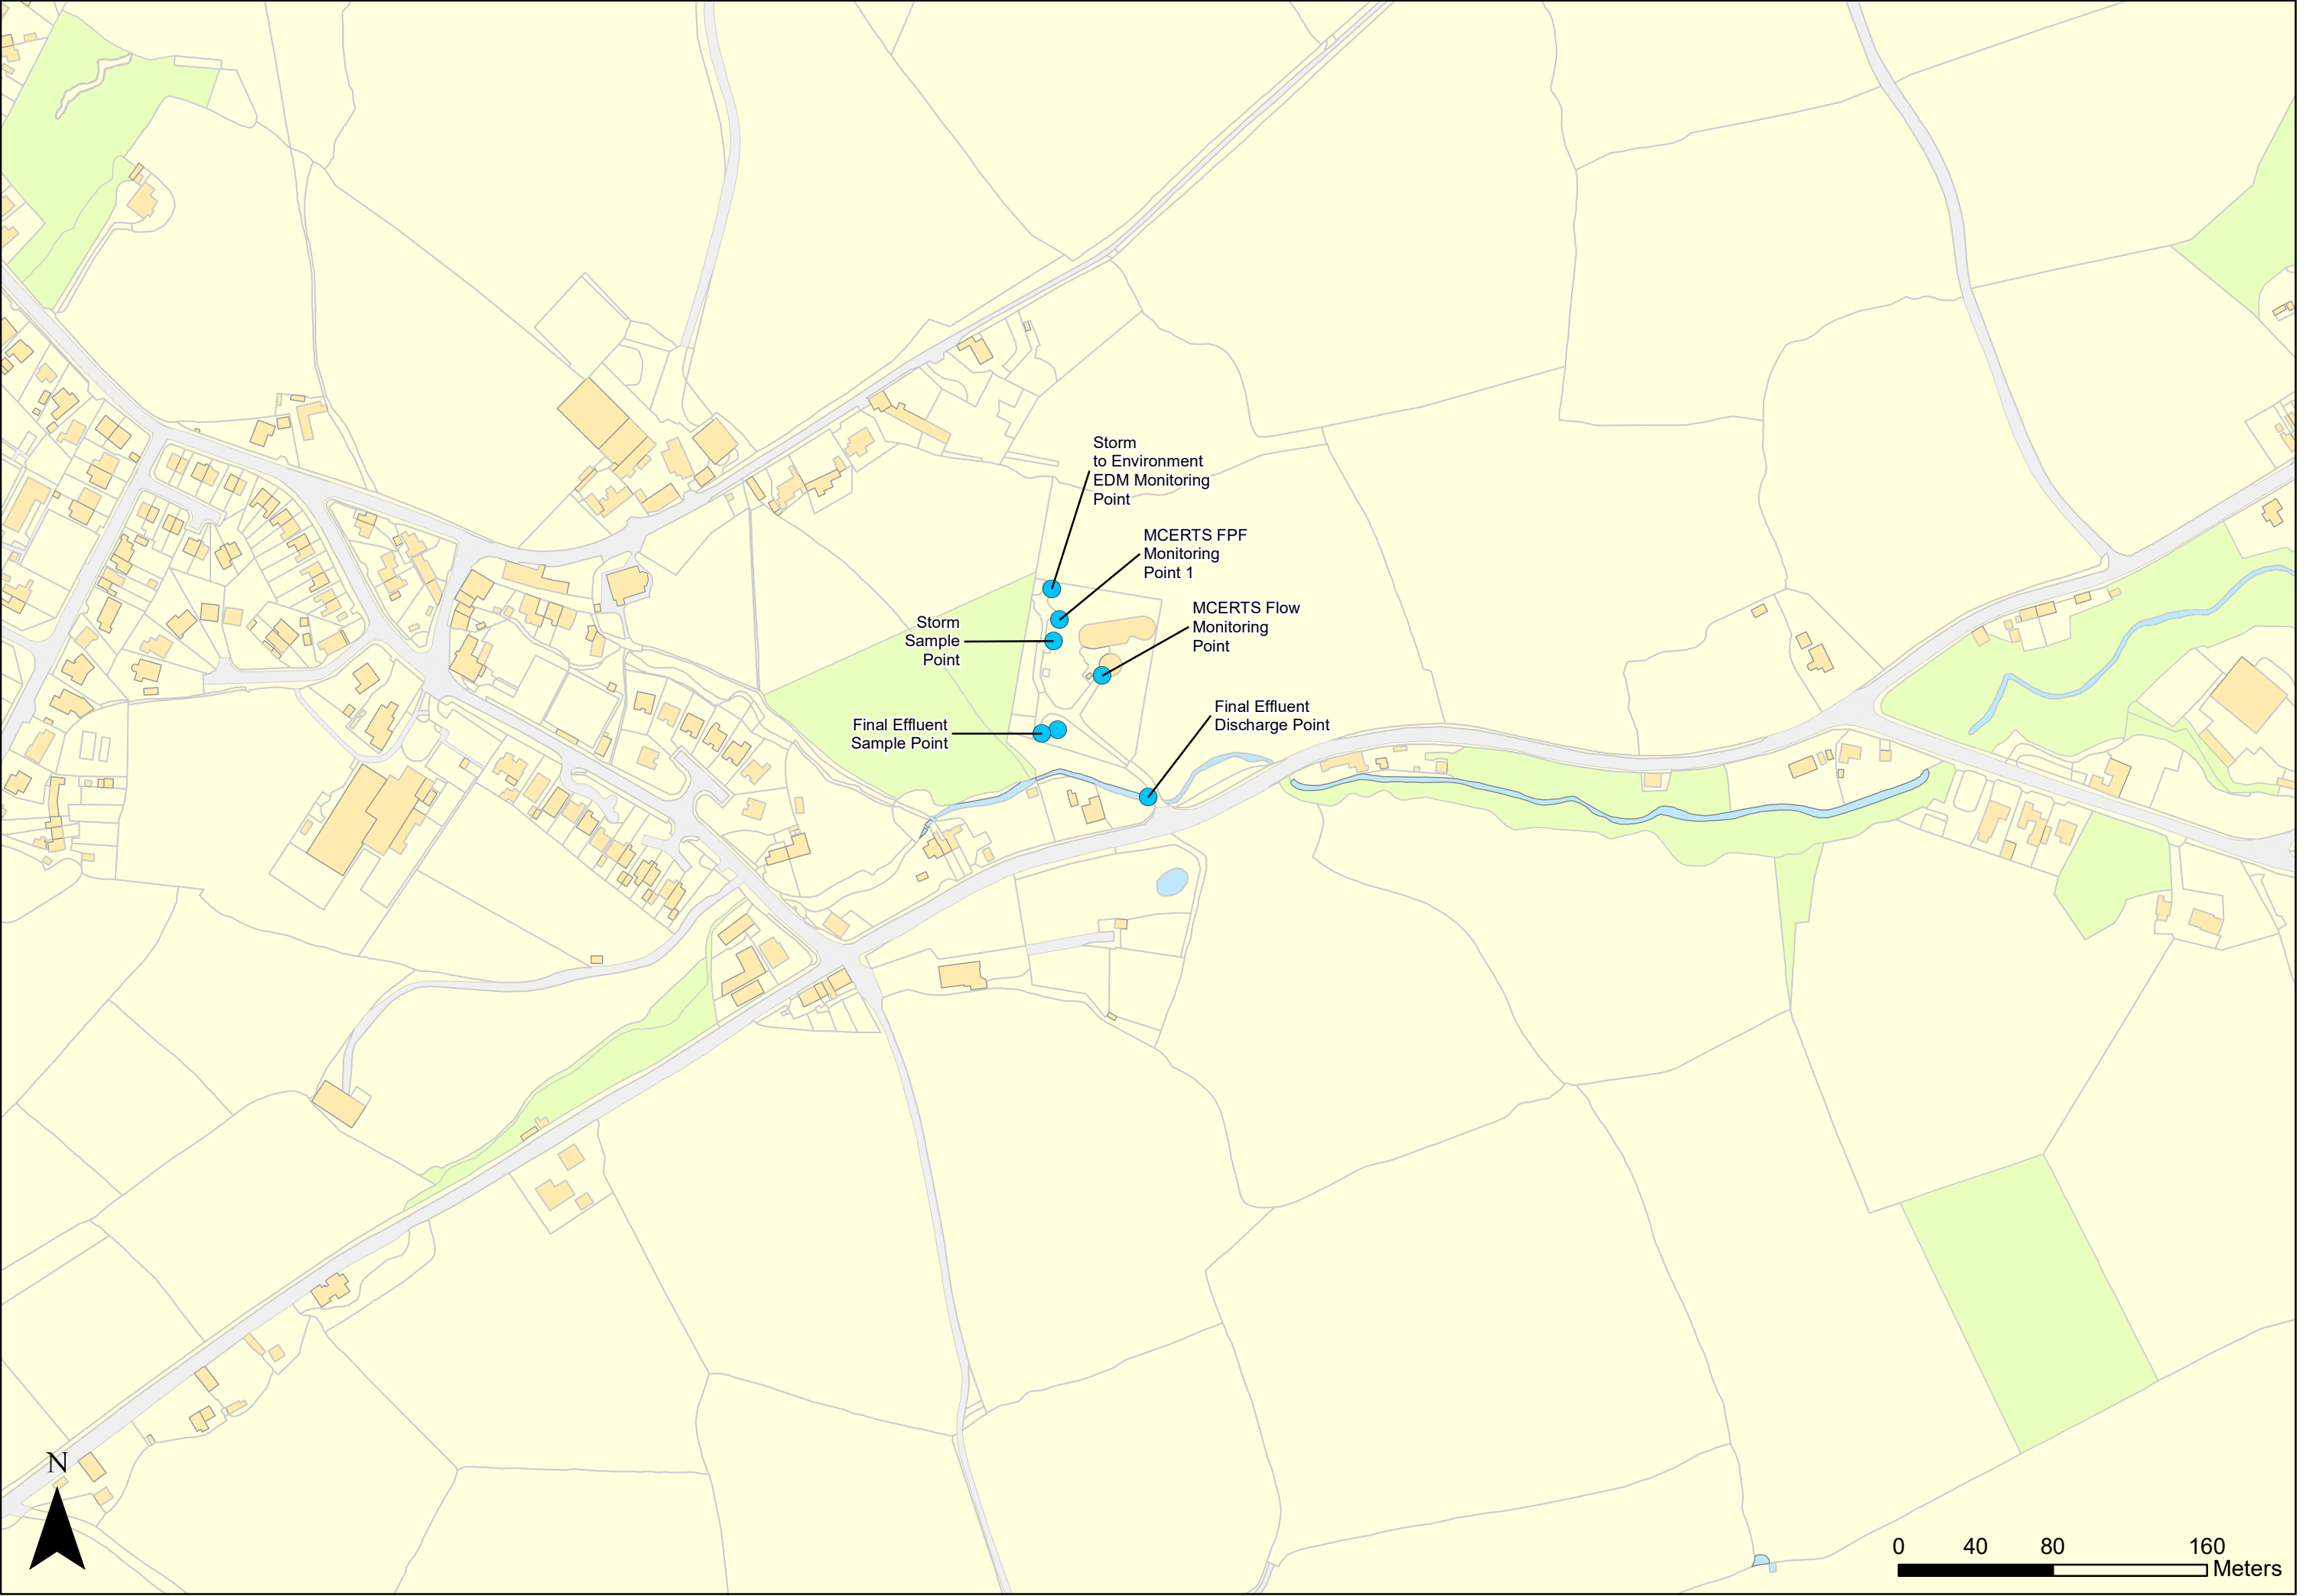 Storm
to Environment
EDM Monitoring
Point
MCERTS FPF
Monitoring
Point 1
MCERTS Flow
Monitoring
Point
Storm
Sample
Point
Final Effluent
Discharge Point
Final Effluent
Sample Point
N
0 40 80 160
Meters